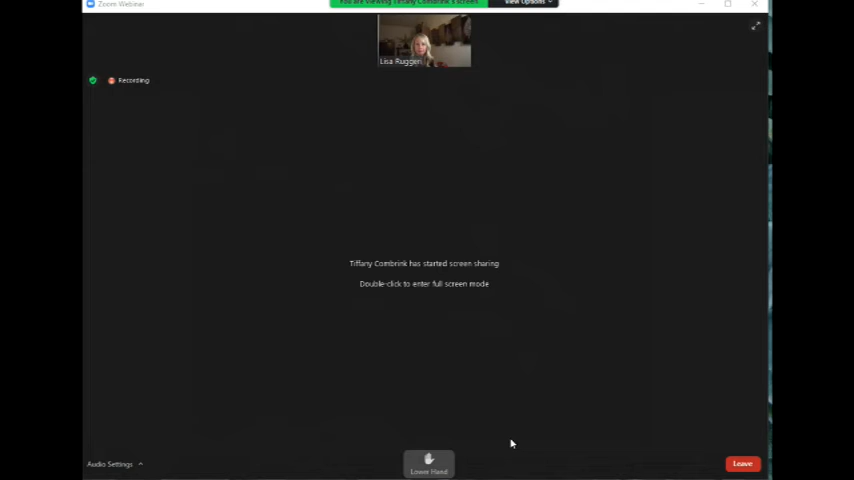 Zoom Webinar
You are viewing Tiffany Combrink's screen
View Options
Lisa Ruggeri
Recording
Tiffany Combrink has started screen sharing
Double-click to enter full screen mode
Audio Settings
Lower Hand
Leave